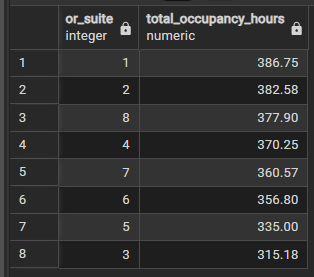 or_suite total_occupancy_hours
integer numeric
1 1 386.75
2 2 382.58
3 8 377.90
4 4 370.25
5 7 360.57
6 6 356.80
7 5 335.00
8 3 315.18